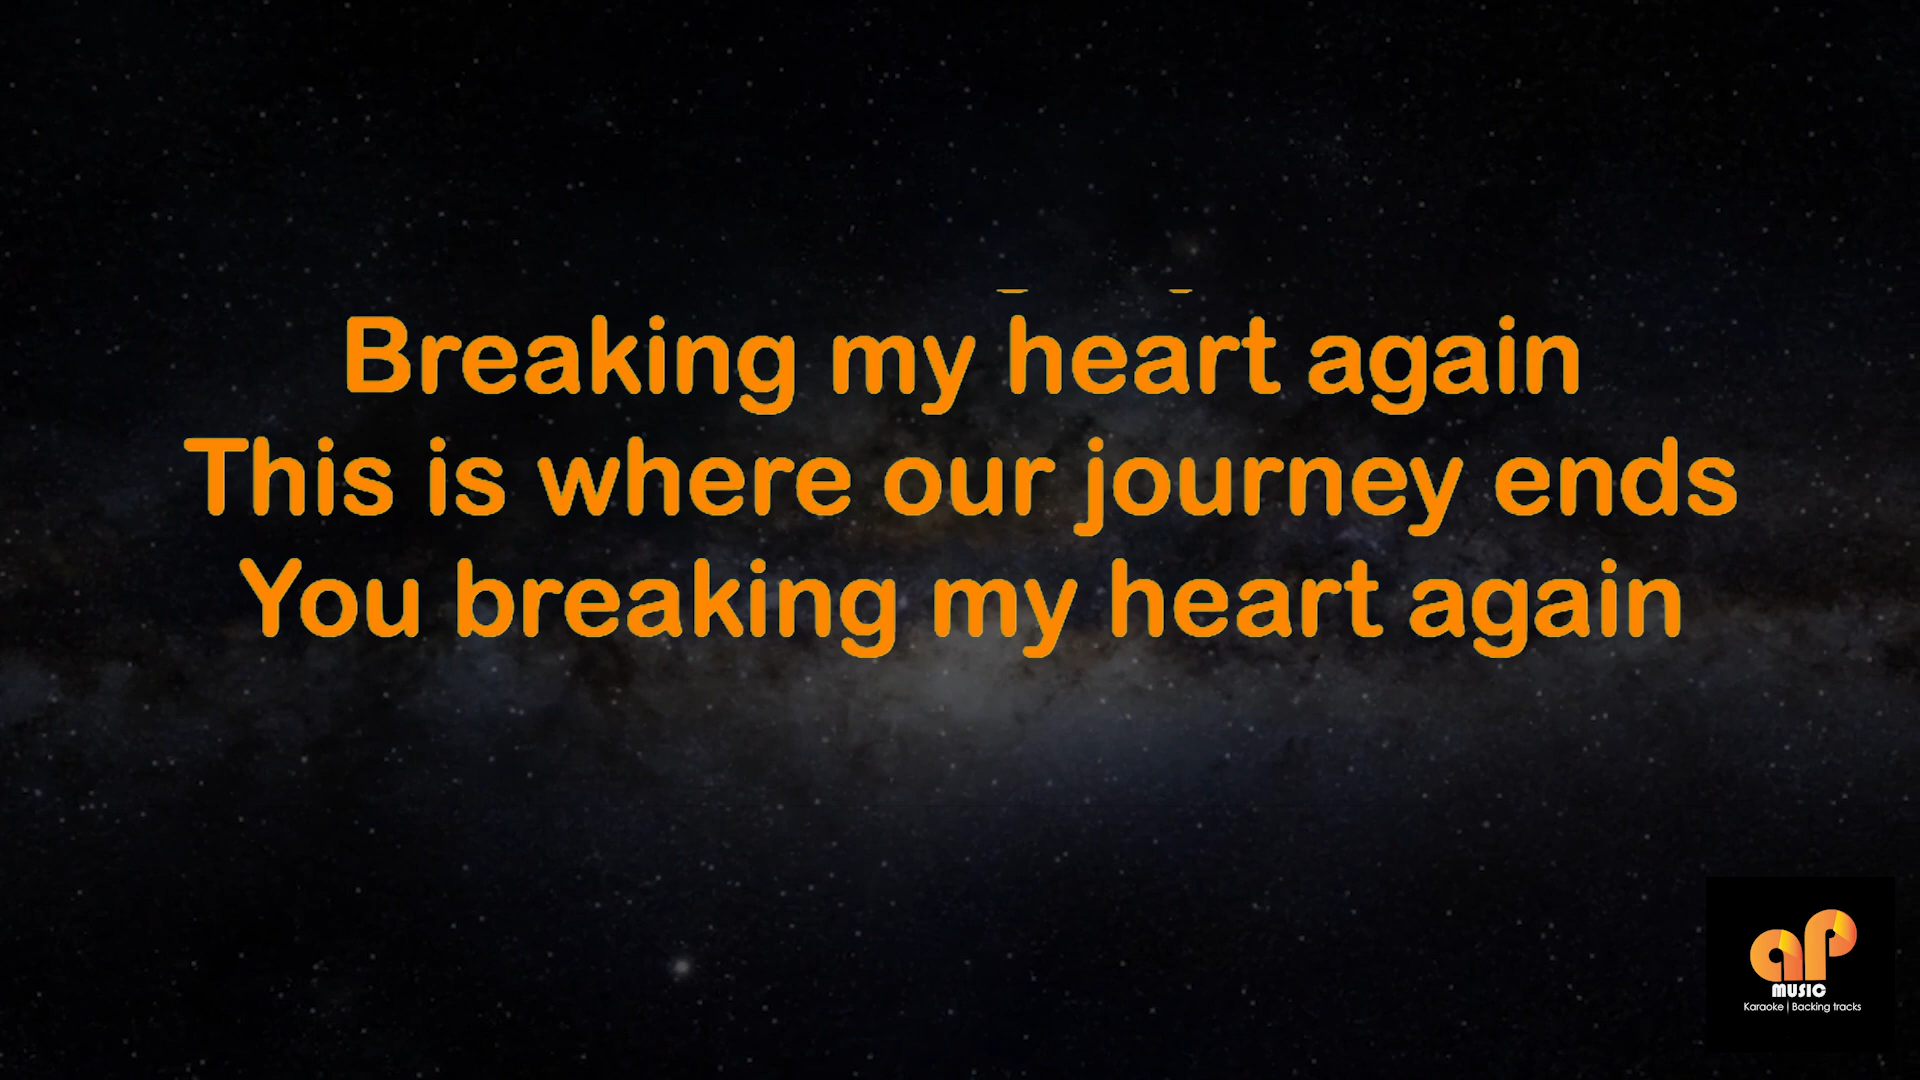 Breaking my heart again
This is where our journey ends
You breaking my heart again
aP
MUSIC
Karaoke | Backing tracks